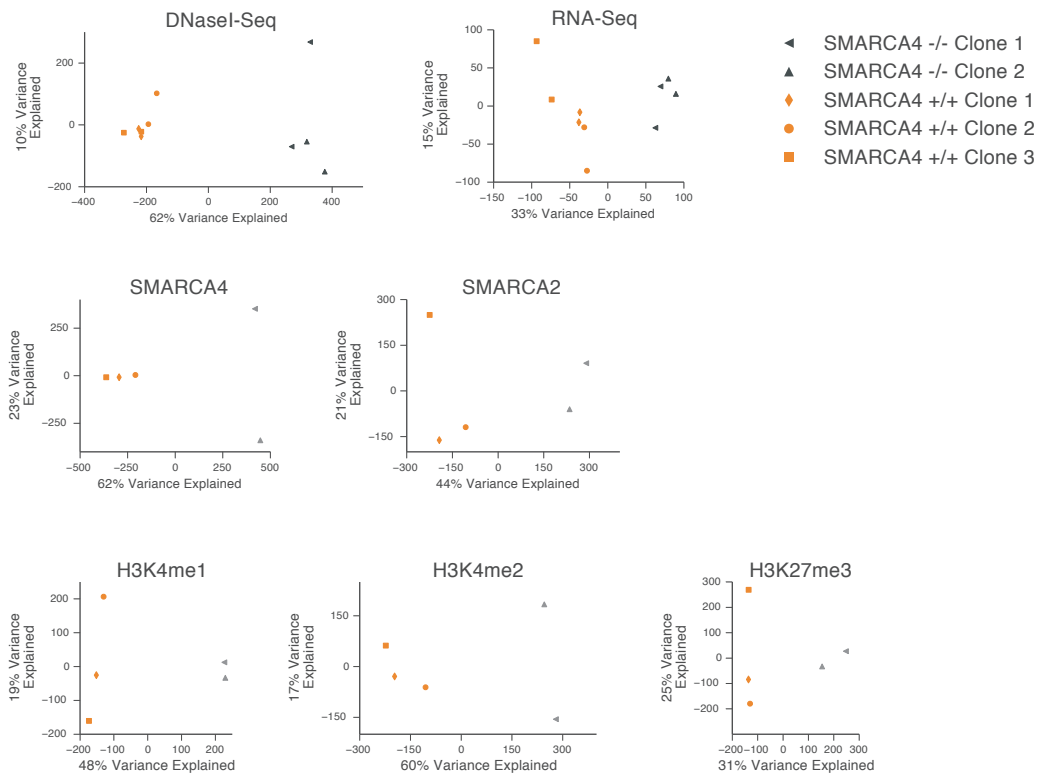 DNaseI-Seq
200
0
−200
−400
−200
0
200
400
10% Variance
Explained
62% Variance Explained
RNA-Seq
100
50
0
−50
−100
−150
−100
−50
0
50
100
15% Variance
Explained
33% Variance Explained
SMARCA4 -/- Clone 1
SMARCA4 -/- Clone 2
SMARCA4 +/+ Clone 1
SMARCA4 +/+ Clone 2
SMARCA4 +/+ Clone 3
SMARCA4
250
0
−250
−500
−250
0
250
500
23% Variance
Explained
62% Variance Explained
SMARCA2
300
150
0
−150
−300
−150
0
150
300
21% Variance
Explained
44% Variance Explained
H3K4me1
200
100
0
−100
−200
−200
−100
0
100
200
19% Variance
Explained
48% Variance Explained
H3K4me2
150
0
−150
−300
−150
0
150
300
17% Variance
Explained
60% Variance Explained
H3K27me3
300
200
100
0
−100
−200
−200
−100
0
100
200
300
25% Variance
Explained
31% Variance Explained